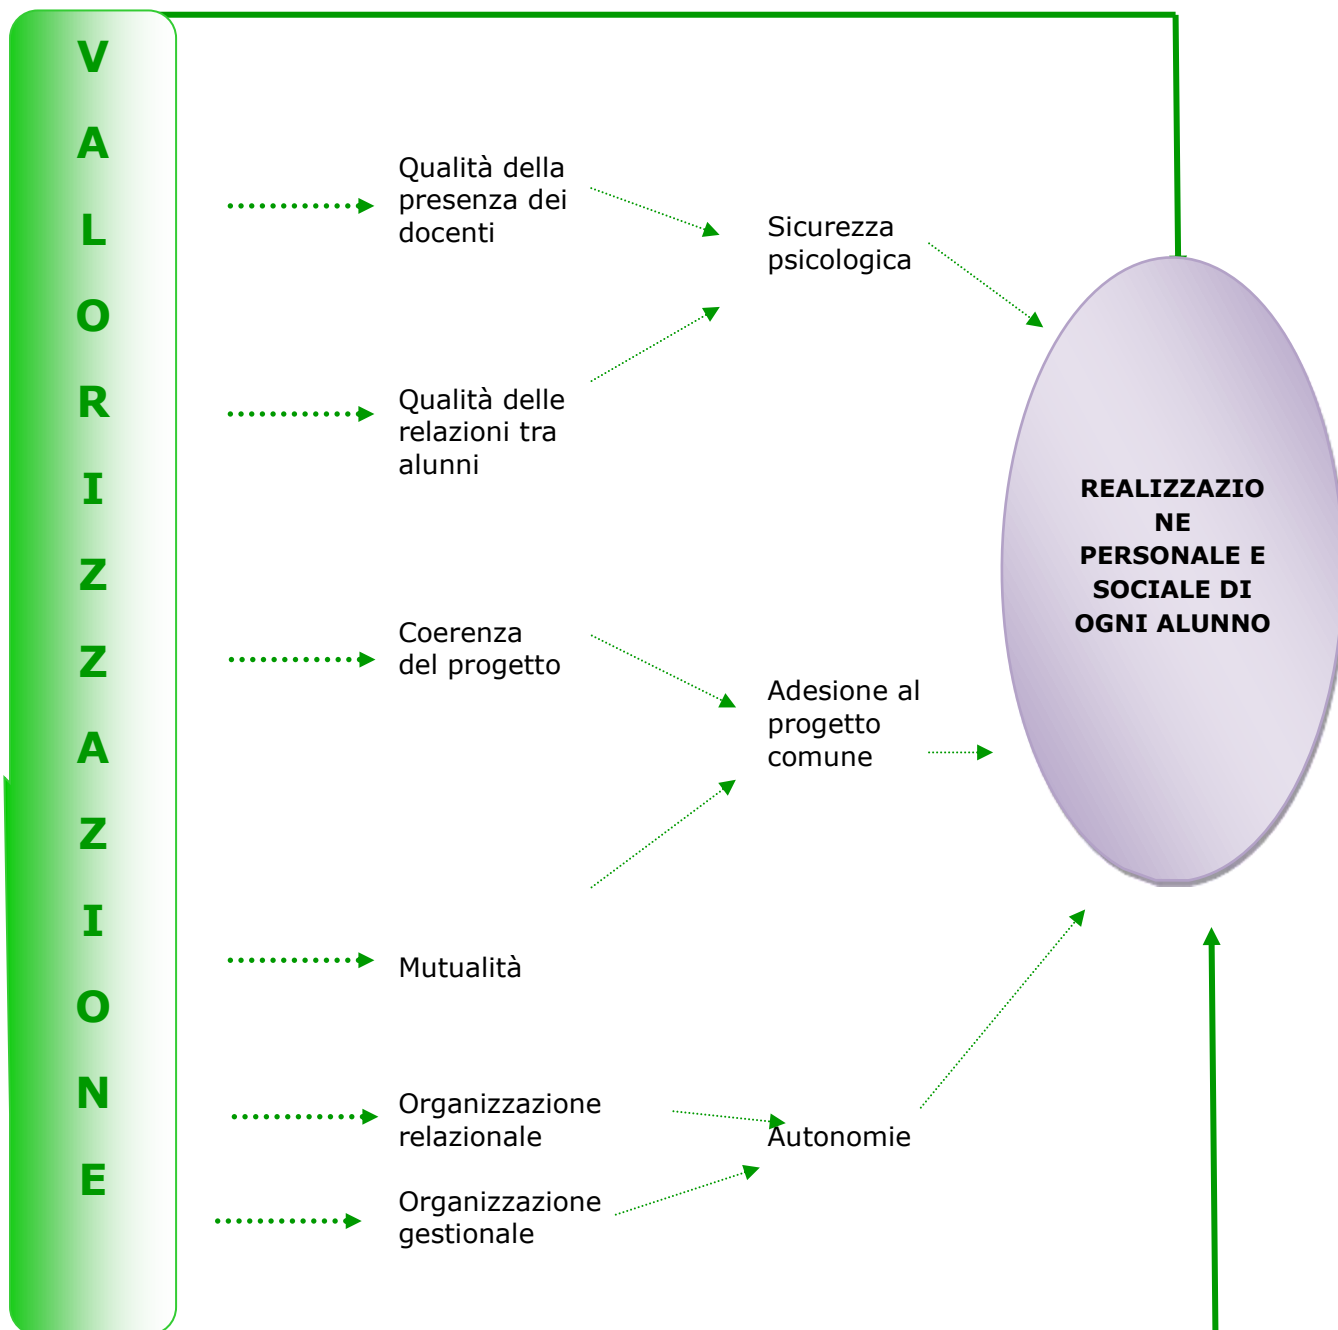 V
A
L
O
R
I
Z
Z
A
Z
I
O
N
E
Qualità della
presenza dei
docenti
Sicurezza
psicologica
Qualità delle
relazioni tra
alunni
REALIZZAZIO
NE
PERSONALE E
SOCIALE DI
OGNI ALUNNO
Coerenza
del progetto
Adesione al
progetto
comune
Mutualità
Organizzazione
relazionale
Autonomie
Organizzazione
gestionale